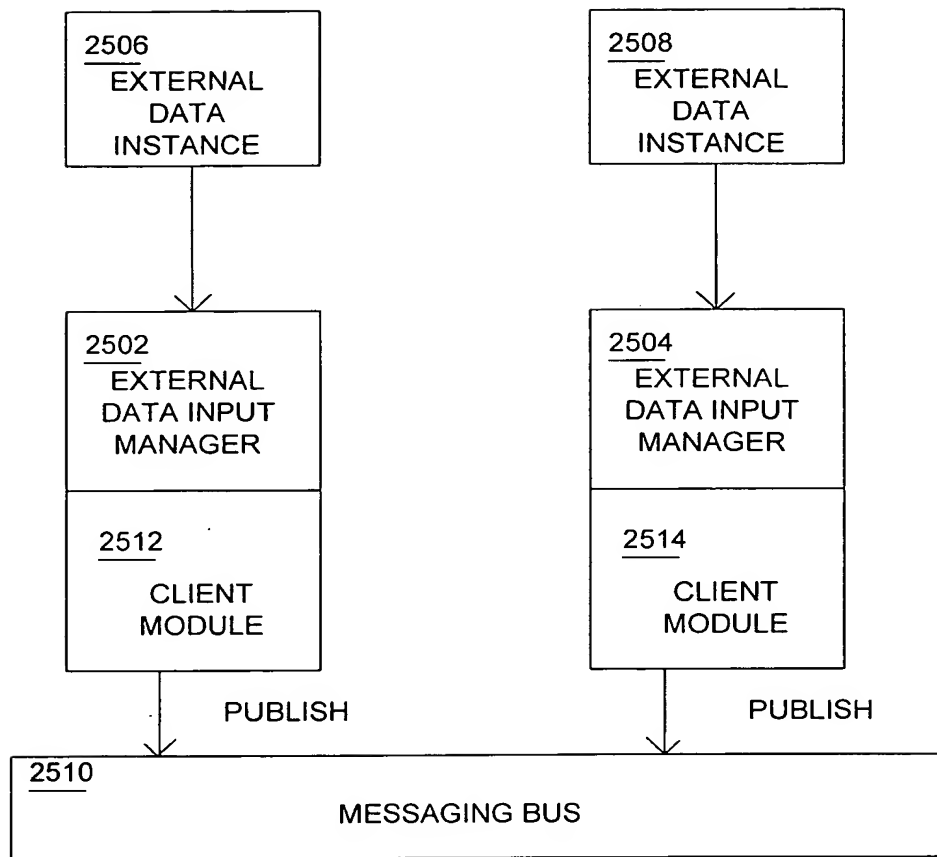 2506
EXTERNAL
DATA
INSTANCE
2508
EXTERNAL
DATA
INSTANCE
2502
EXTERNAL
DATA INPUT
MANAGER
2504
EXTERNAL
DATA INPUT
MANAGER
2512
CLIENT
MODULE
2514
CLIENT
MODULE
PUBLISH
PUBLISH
2510
MESSAGING BUS